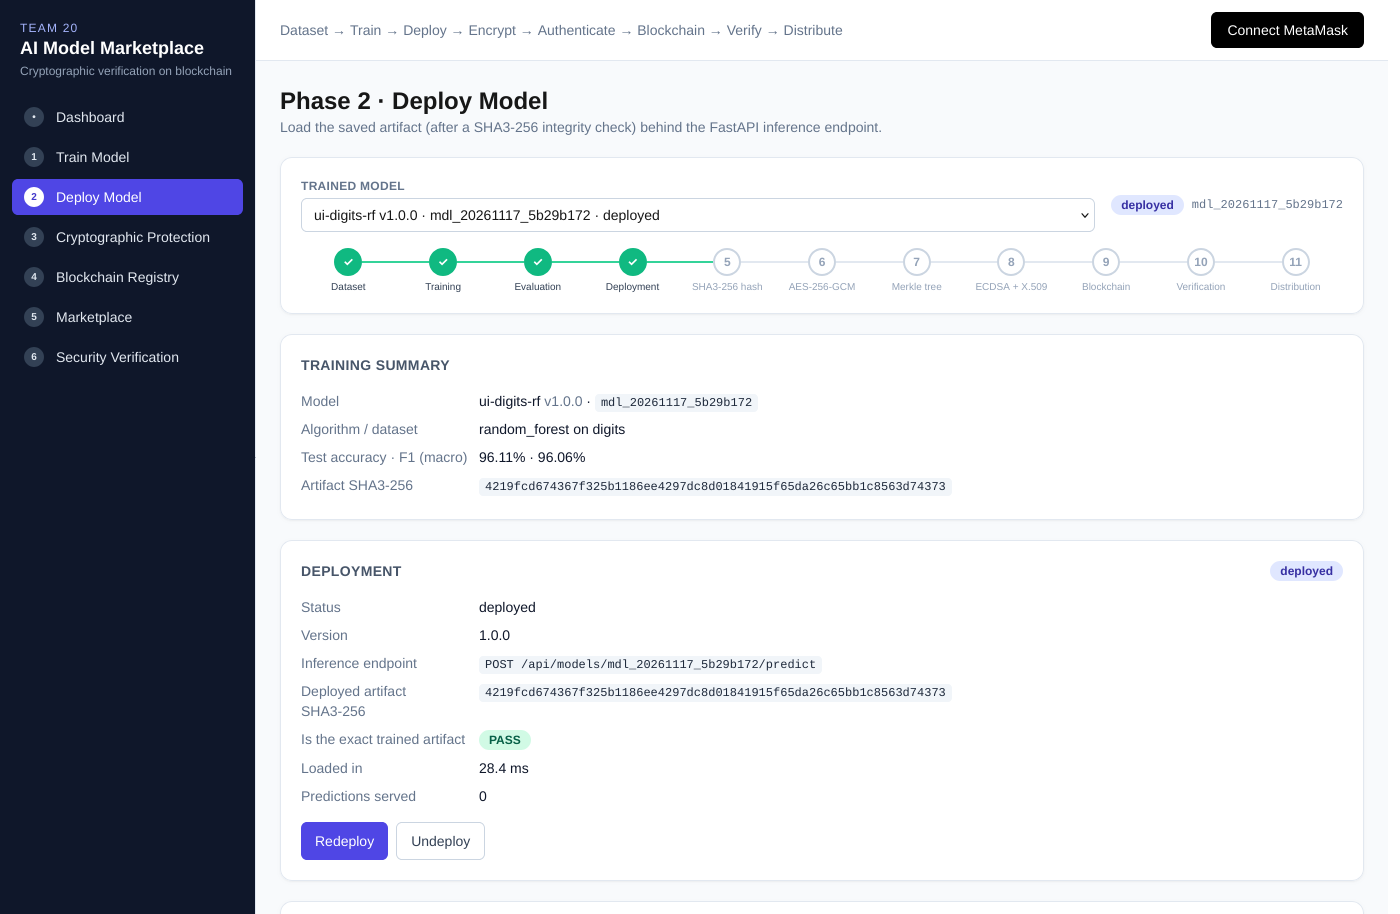 TEAM 20
AI Model Marketplace
Cryptographic verification on blockchain
Dashboard
1 Train Model
2 Deploy Model
3 Cryptographic Protection
4 Blockchain Registry
5 Marketplace
6 Security Verification
Dataset → Train → Deploy → Encrypt → Authenticate → Blockchain → Verify → Distribute
Connect MetaMask
Phase 2 · Deploy Model
Load the saved artifact (after a SHA3-256 integrity check) behind the FastAPI inference endpoint.
TRAINED MODEL
ui-digits-rf v1.0.0 · mdl_20261117_5b29b172 · deployed
deployed mdl_20261117_5b29b172
5 6 7 8 9 10 11
Dataset Training Evaluation Deployment SHA3-256 hash AES-256-GCM Merkle tree ECDSA + X.509 Blockchain Verification Distribution
TRAINING SUMMARY
Model ui-digits-rf v1.0.0 · mdl_20261117_5b29b172
Algorithm / dataset random_forest on digits
Test accuracy · F1 (macro) 96.11% · 96.06%
Artifact SHA3-256 4219fcd674367f325b1186ee4297dc8d01841915f65da26c65bb1c8563d74373
DEPLOYMENT deployed
Status deployed
Version 1.0.0
Inference endpoint POST /api/models/mdl_20261117_5b29b172/predict
Deployed artifact 4219fcd674367f325b1186ee4297dc8d01841915f65da26c65bb1c8563d74373
SHA3-256
Is the exact trained artifact PASS
Loaded in 28.4 ms
Predictions served 0
Redeploy Undeploy